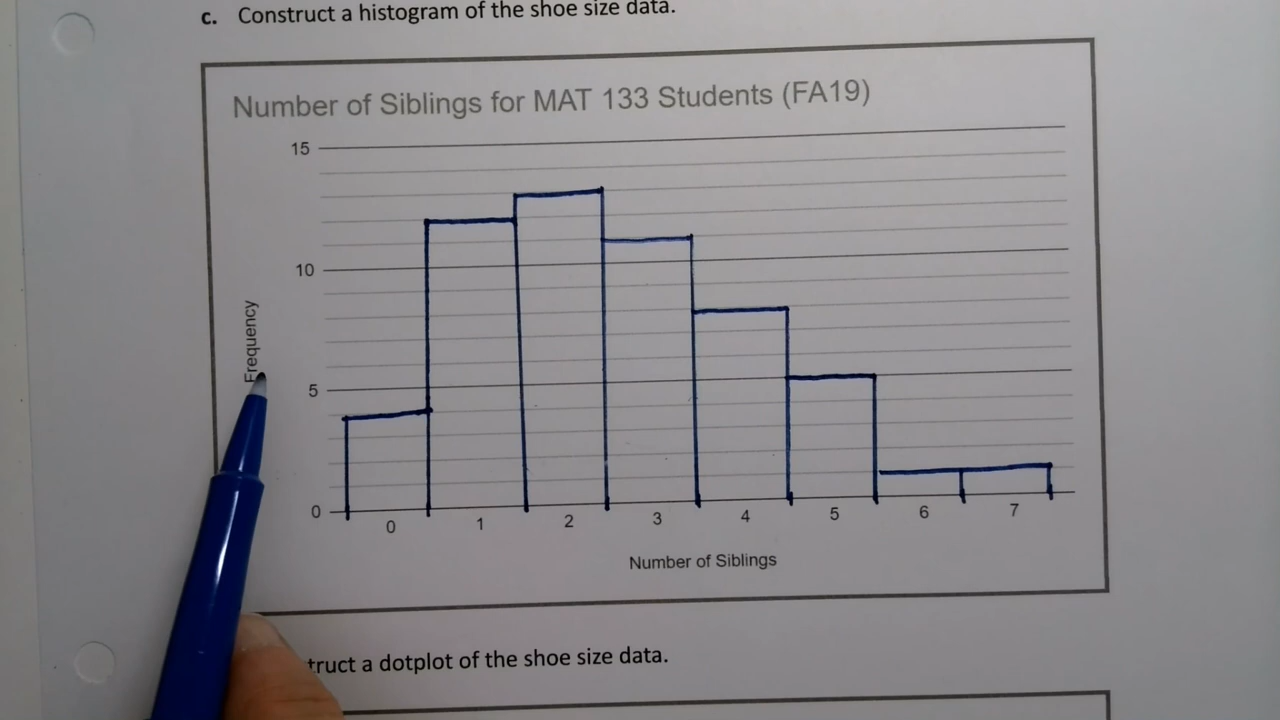 c. Construct a histogram of the shoe size data.
Number of Siblings for MAT 133 Students (FA19)
15
10
Frequency
5
0
0 1 2 3 4 5 6 7
Number of Siblings
truct a dotplot of the shoe size data.